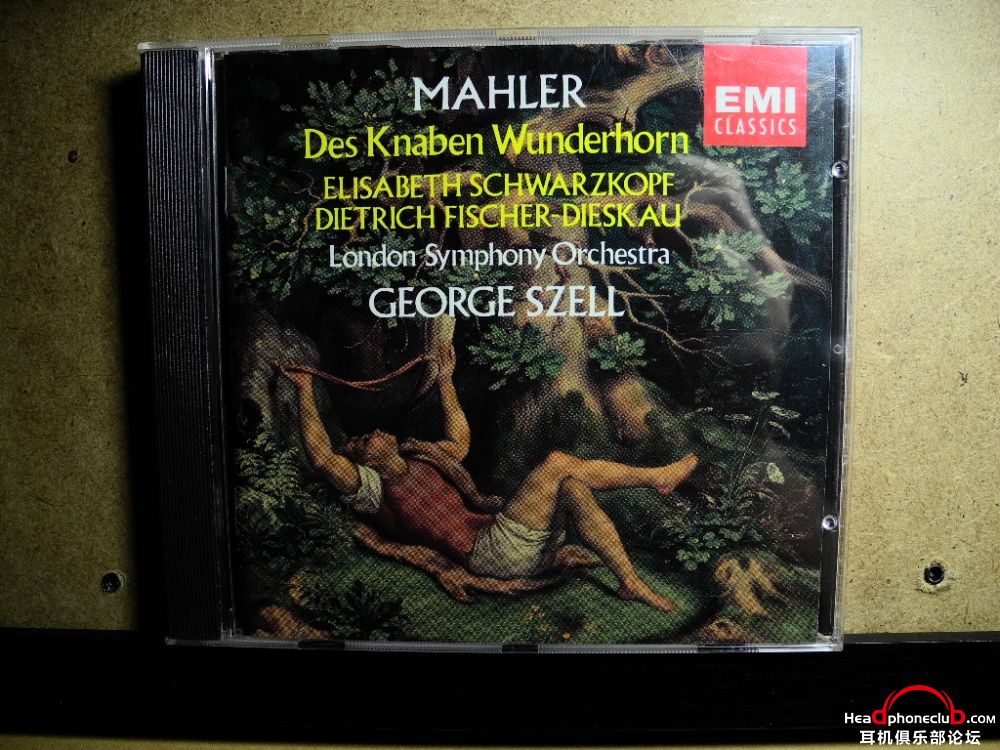 MAHLER
Des Knaben Wunderhorn
ELISABETH SCHWARZKOPF
DIETRICH FISCHER-DIESKAU
London Symphony Orchestra
GEORGE SZELL
EMI
CLASSICS
HeadphoneclubD.com
耳机俱乐部论坛